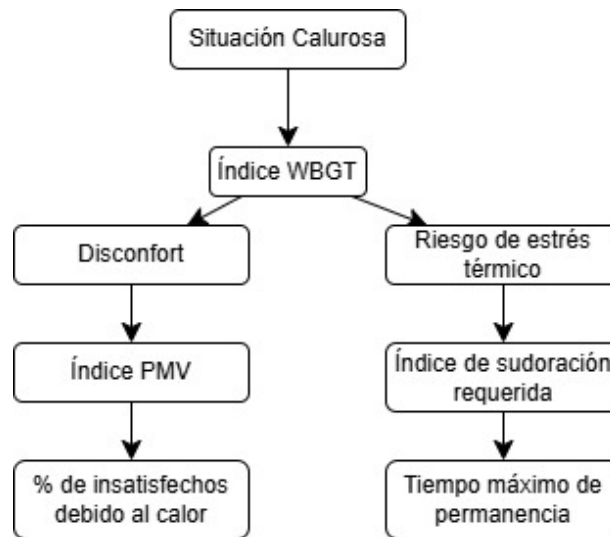 Situación Calurosa
Índice WBGT
Disconfort
Riesgo de estrés
térmico
Índice PMV
Índice de sudoración
requerida
% de insatisfechos
debido al calor
Tiempo máximo de
permanencia